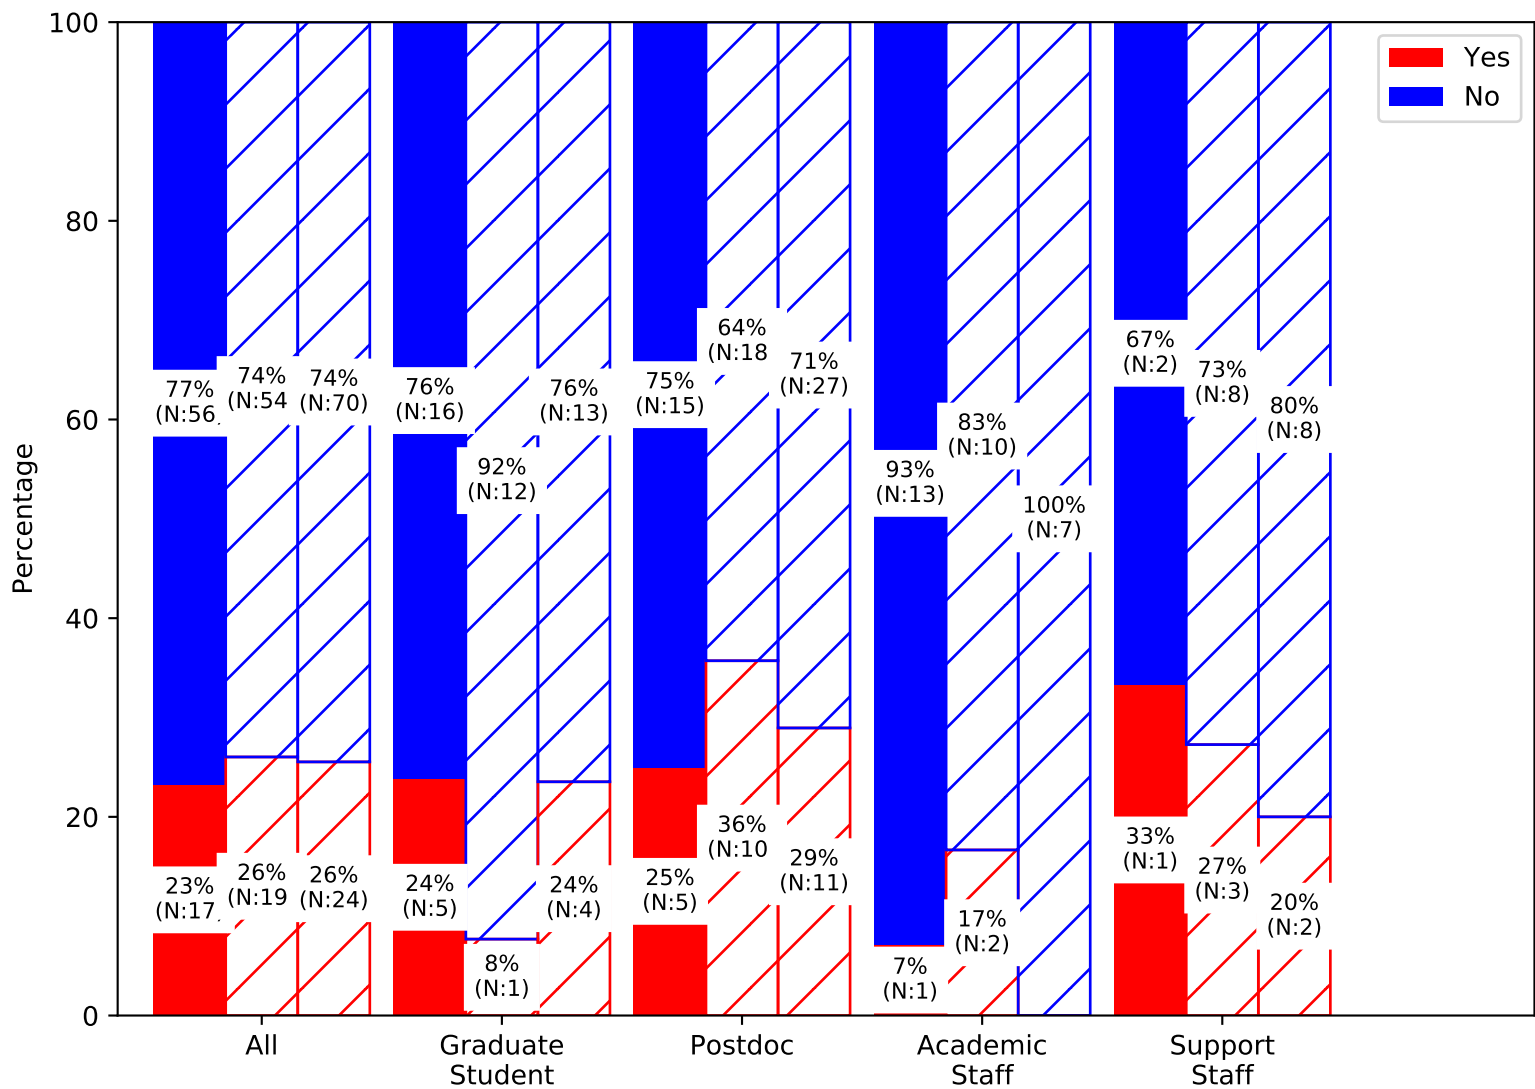 100
80
60
40
20
0
Percentage
Yes
No
77%
(N:56
74%
(N:54
74%
(N:70)
23%
(N:17
26%
(N:19
26%
(N:24)
76%
(N:16)
92%
(N:12)
76%
(N:13)
24%
(N:5)
8%
(N:1)
24%
(N:4)
75%
(N:15)
64%
(N:18
71%
(N:27)
25%
(N:5)
36%
(N:10
29%
(N:11)
93%
(N:13)
83%
(N:10)
100%
(N:7)
7%
(N:1)
17%
(N:2)
67%
(N:2)
73%
(N:8)
80%
(N:8)
33%
(N:1)
27%
(N:3)
20%
(N:2)
All
Graduate
Student
Postdoc
Academic
Staff
Support
Staff